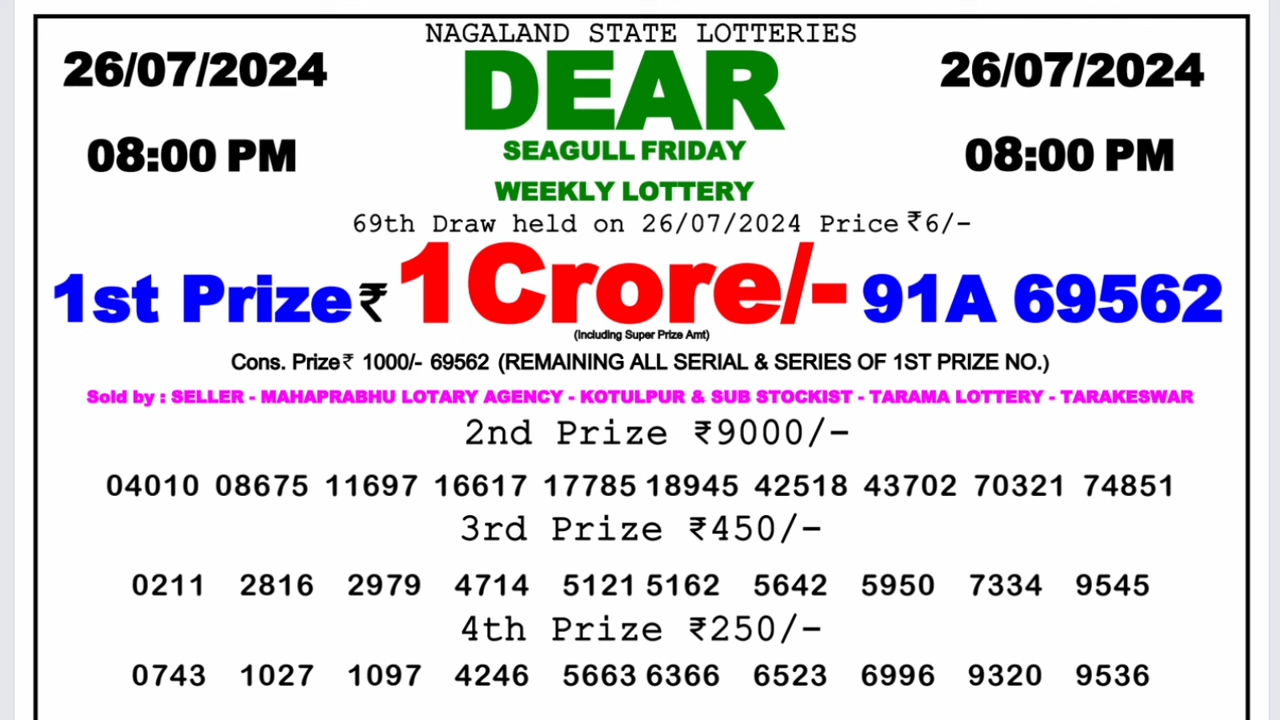 NAGALAND STATE LOTTERIES
26/07/2024 DEAR 26/07/2024
08:00 PM SEAGULL FRIDAY 08:00 PM
WEEKLY LOTTERY
69th Draw held on 26/07/2024 Price ₹6/-
1st Prize ₹ 1Crore/- 91A 69562
(Including Super Prize Amt)
Cons. Prize ₹ 1000/- 69562 (REMAINING ALL SERIAL & SERIES OF 1ST PRIZE NO.)
Sold by : SELLER - MAHAPRABHU LOTARY AGENCY - KOTULPUR & SUB STOCKIST - TARAMA LOTTERY - TARAKESWAR
2nd Prize ₹9000/-
04010 08675 11697 16617 17785 18945 42518 43702 70321 74851
3rd Prize ₹450/-
0211 2816 2979 4714 5121 5162 5642 5950 7334 9545
4th Prize ₹250/-
0743 1027 1097 4246 5663 6366 6523 6996 9320 9536